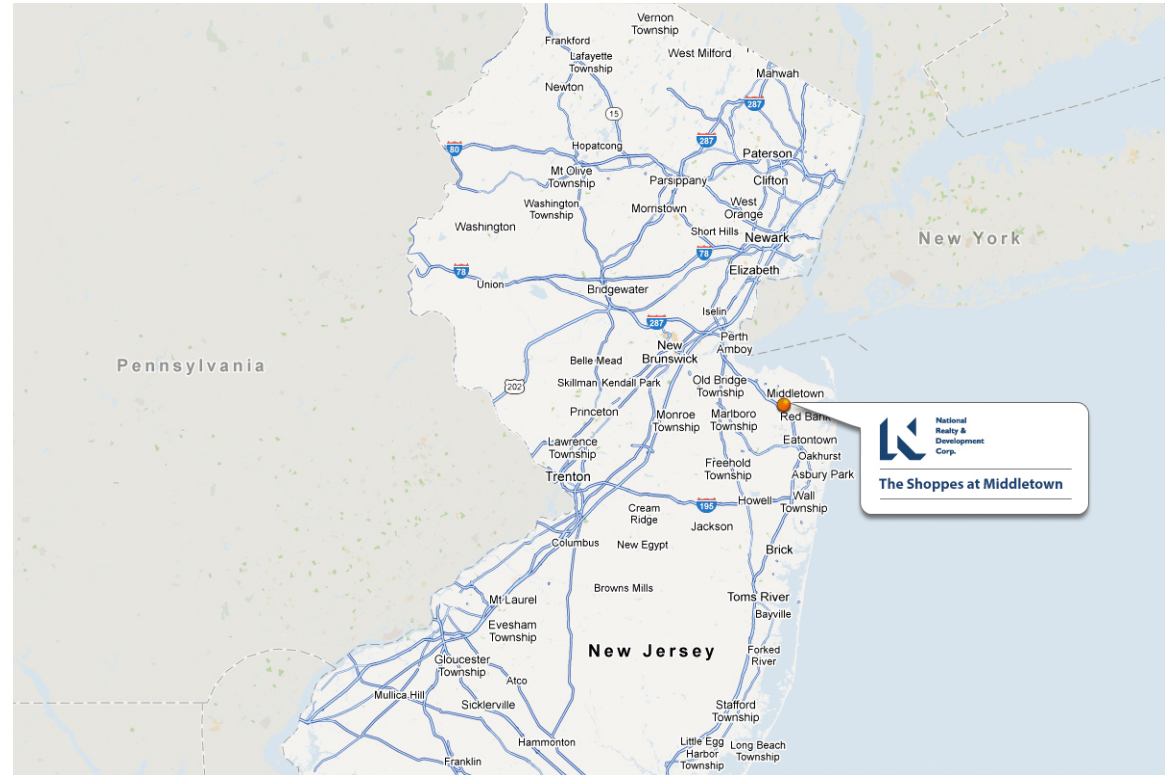 Vernon
Township
Frankford
West Milford
Lafayette
Township
Mahwah
Newton
287
15
287
80
Hopatcong
Paterson
Mt Olive
Township
Parsippany
Clifton
Washington
Township
Morristown
West
Orange
Washington
Short Hills
Newark
New York
78
78
Elizabeth
Union
Bridgewater
Iselin
287
Perth
Amboy
New
Brunswick
Belle Mead
Pennsylvania
Skillman
Kendall Park
Old Bridge
Township
202
Middletown
Princeton
Monroe
Township
Marlboro
Township
Red Bank
National
Realty &
Development
Corp.
The Shoppes at Middletown
Eatontown
Lawrence
Township
Oakhurst
Freehold
Township
Asbury Park
Trenton
195
Howell
Wall
Township
Cream
Ridge
Jackson
Columbus
New Egypt
Brick
Browns Mills
Toms River
Mt Laurel
Bayville
Evesham
Township
New Jersey
Forked
River
Gloucester
Township
Atco
Mullica Hill
Sicklerville
Stafford
Township
Hammonton
Little Egg
Harbor
Township
Long Beach
Township
Franklin